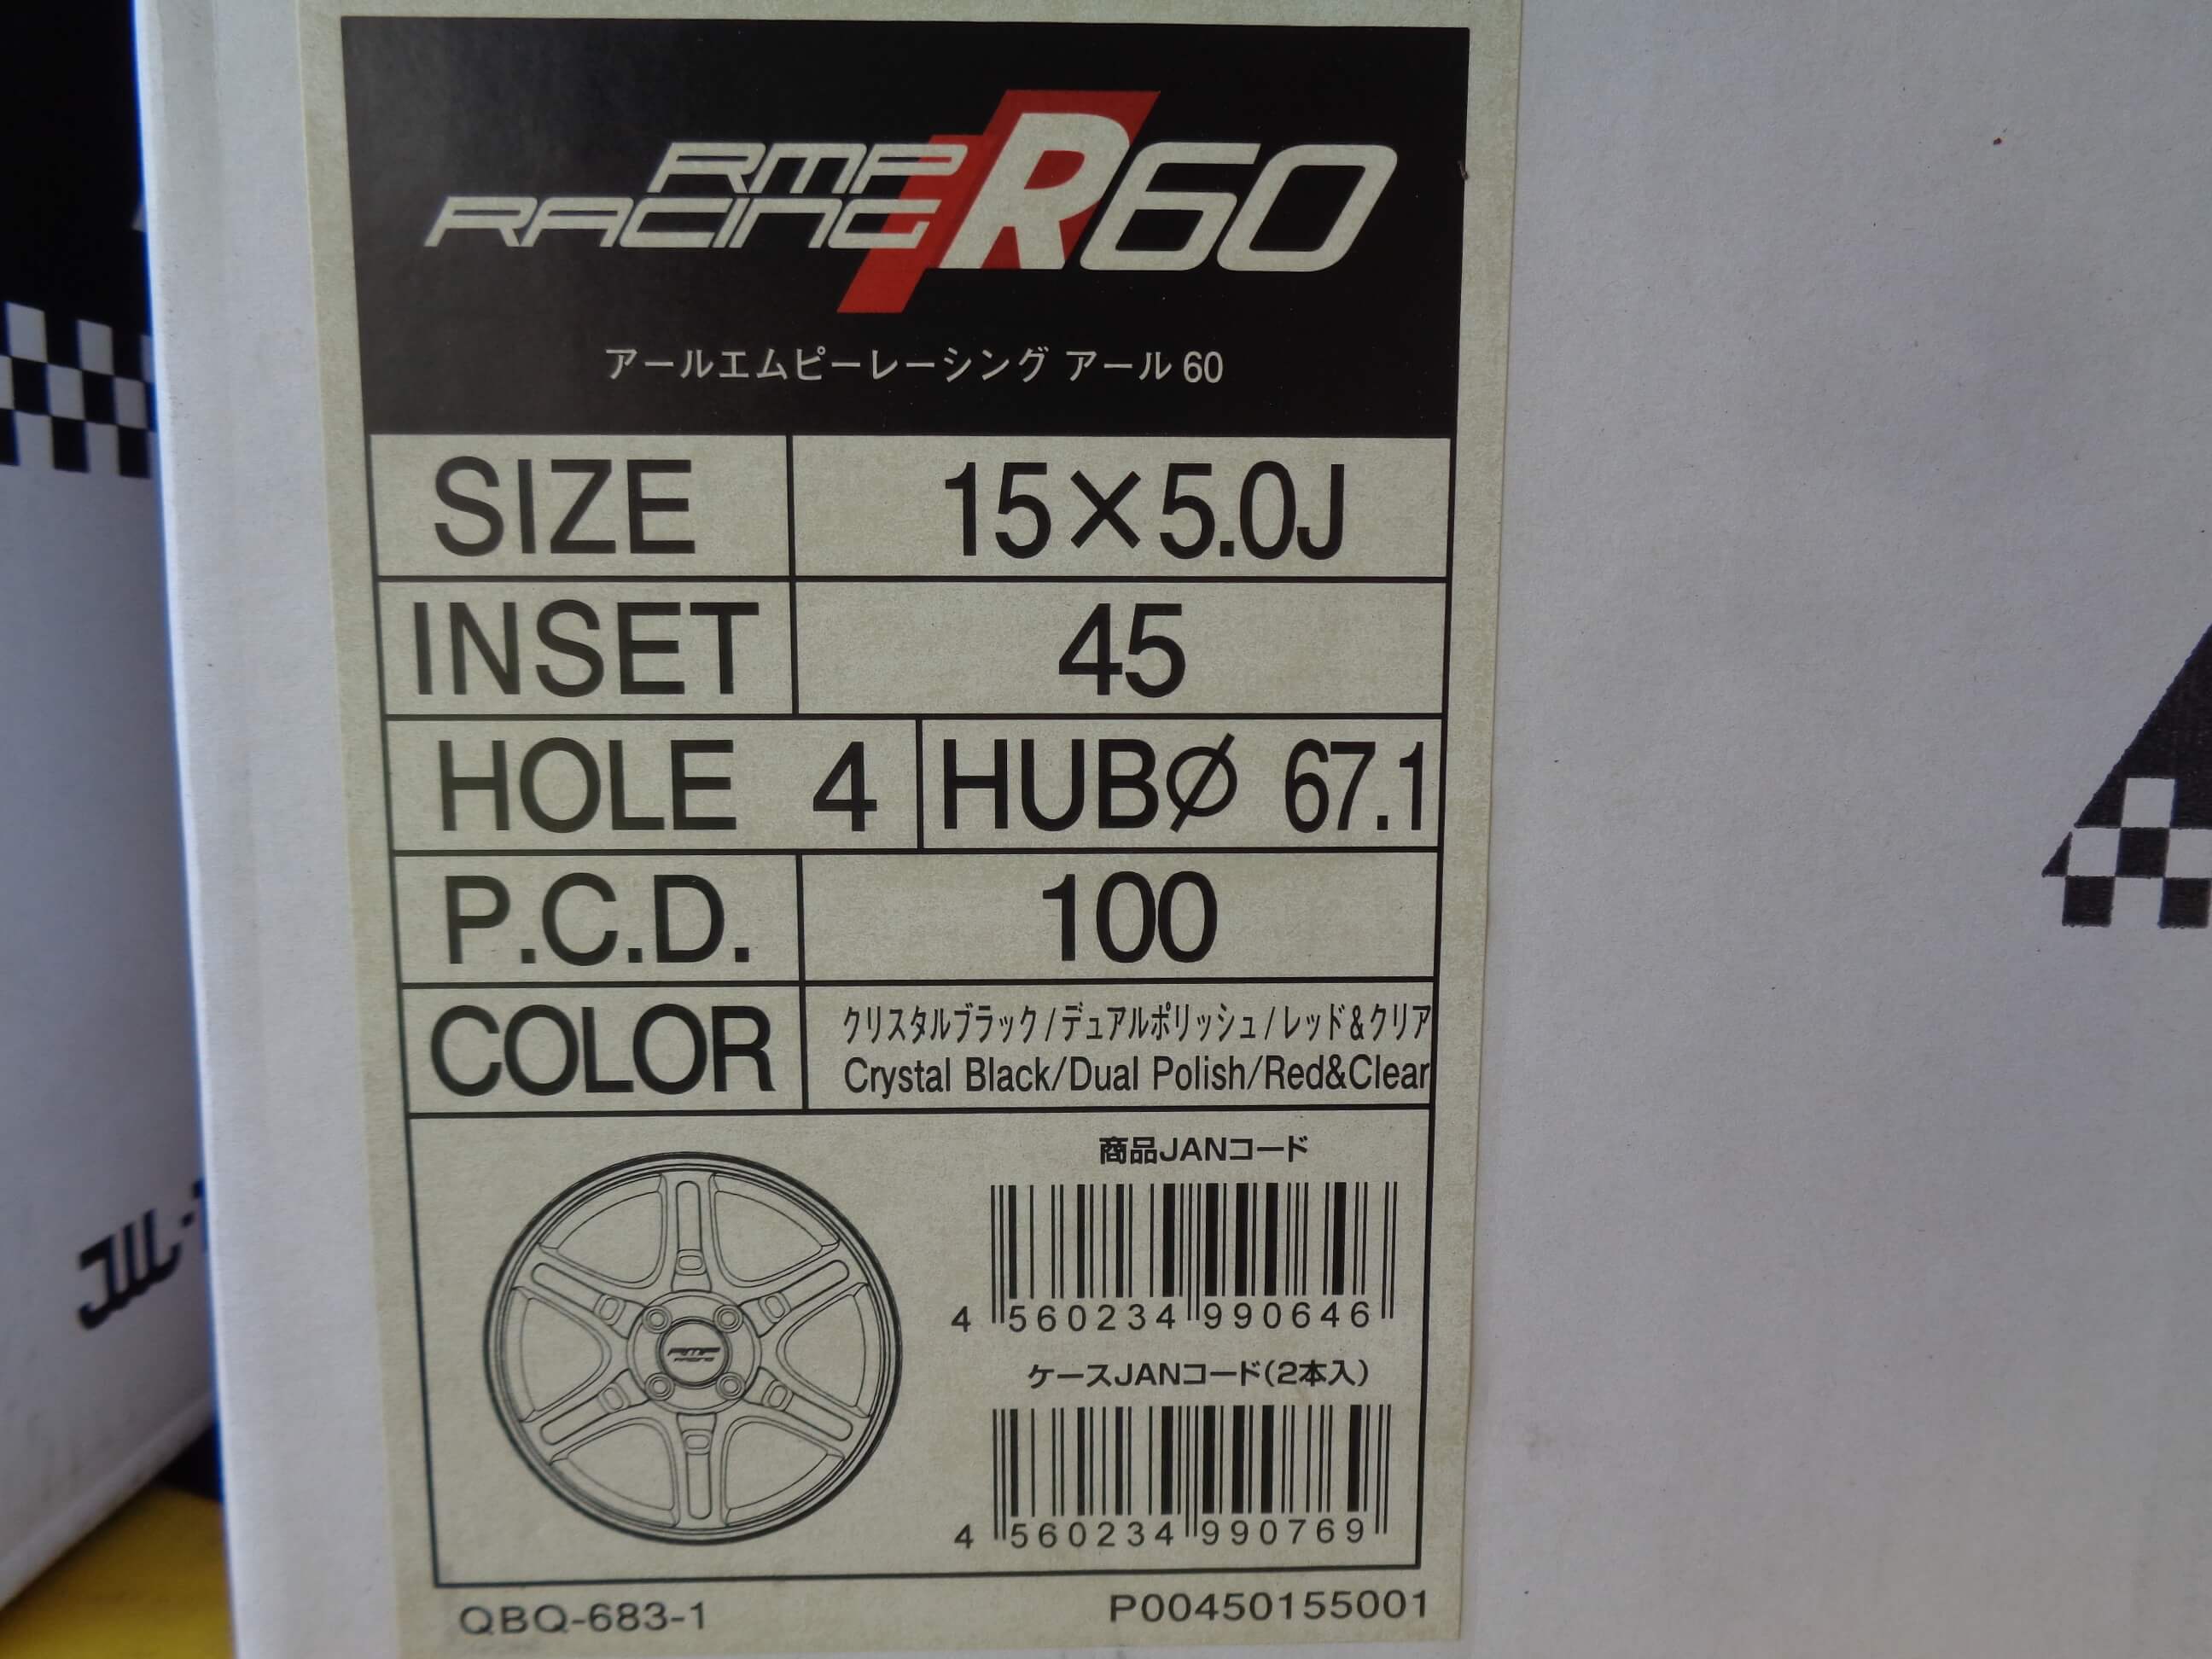 RMP
RACING R60
アールエムピーレーシング アール60
SIZE 15×5.0J
INSET 45
HOLE 4 HUBØ 67.1
P.C.D. 100
COLOR クリスタルブラック/デュアルポリッシュ/レッド&クリア
Crystal Black/Dual Polish/Red&Clear
商品JANコード
4 560234 990646
ケースJANコード(2本入)
4 560234 990769
RMP
RACING
QBQ-683-1 P00450155001